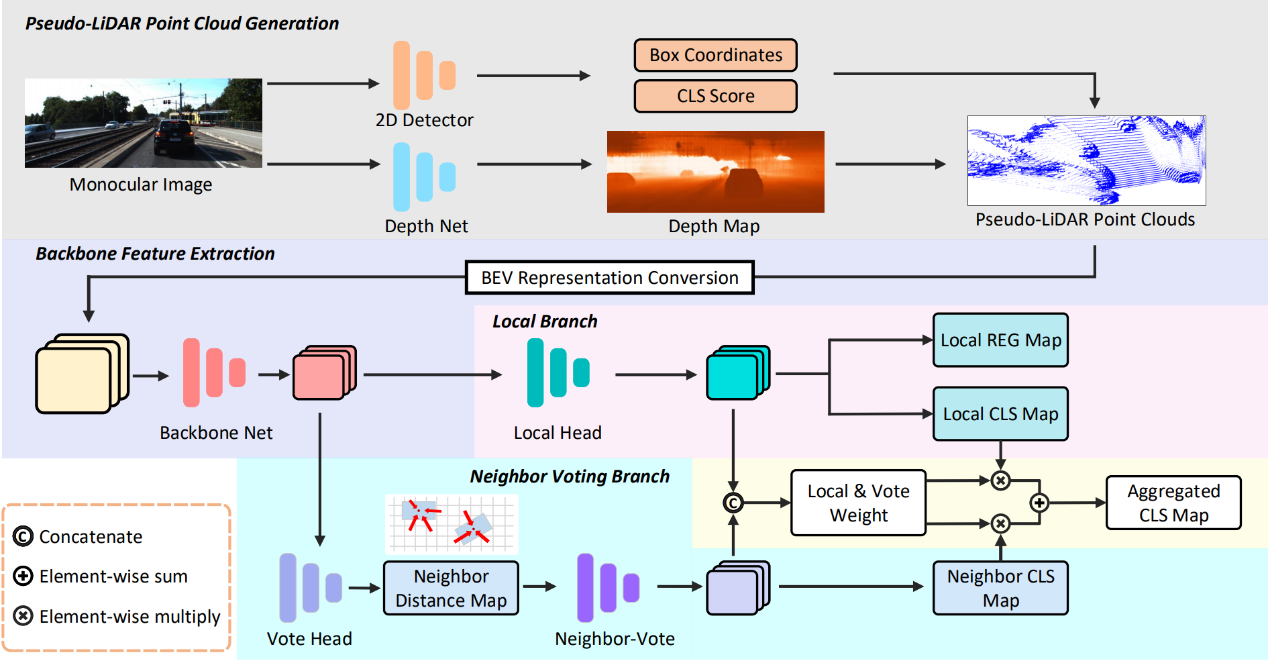 Pseudo-LiDAR Point Cloud Generation
Box Coordinates
CLS Score
2D Detector
Monocular Image
Depth Net
Depth Map
Pseudo-LiDAR Point Clouds
Backbone Feature Extraction
BEV Representation Conversion
Local Branch
Local REG Map
Local CLS Map
Backbone Net
Local Head
Neighbor Voting Branch
C
Local & Vote
Weight
Aggregated
CLS Map
C Concatenate
Element-wise sum
Element-wise multiply
Neighbor
Distance Map
Neighbor CLS
Map
Vote Head
Neighbor-Vote